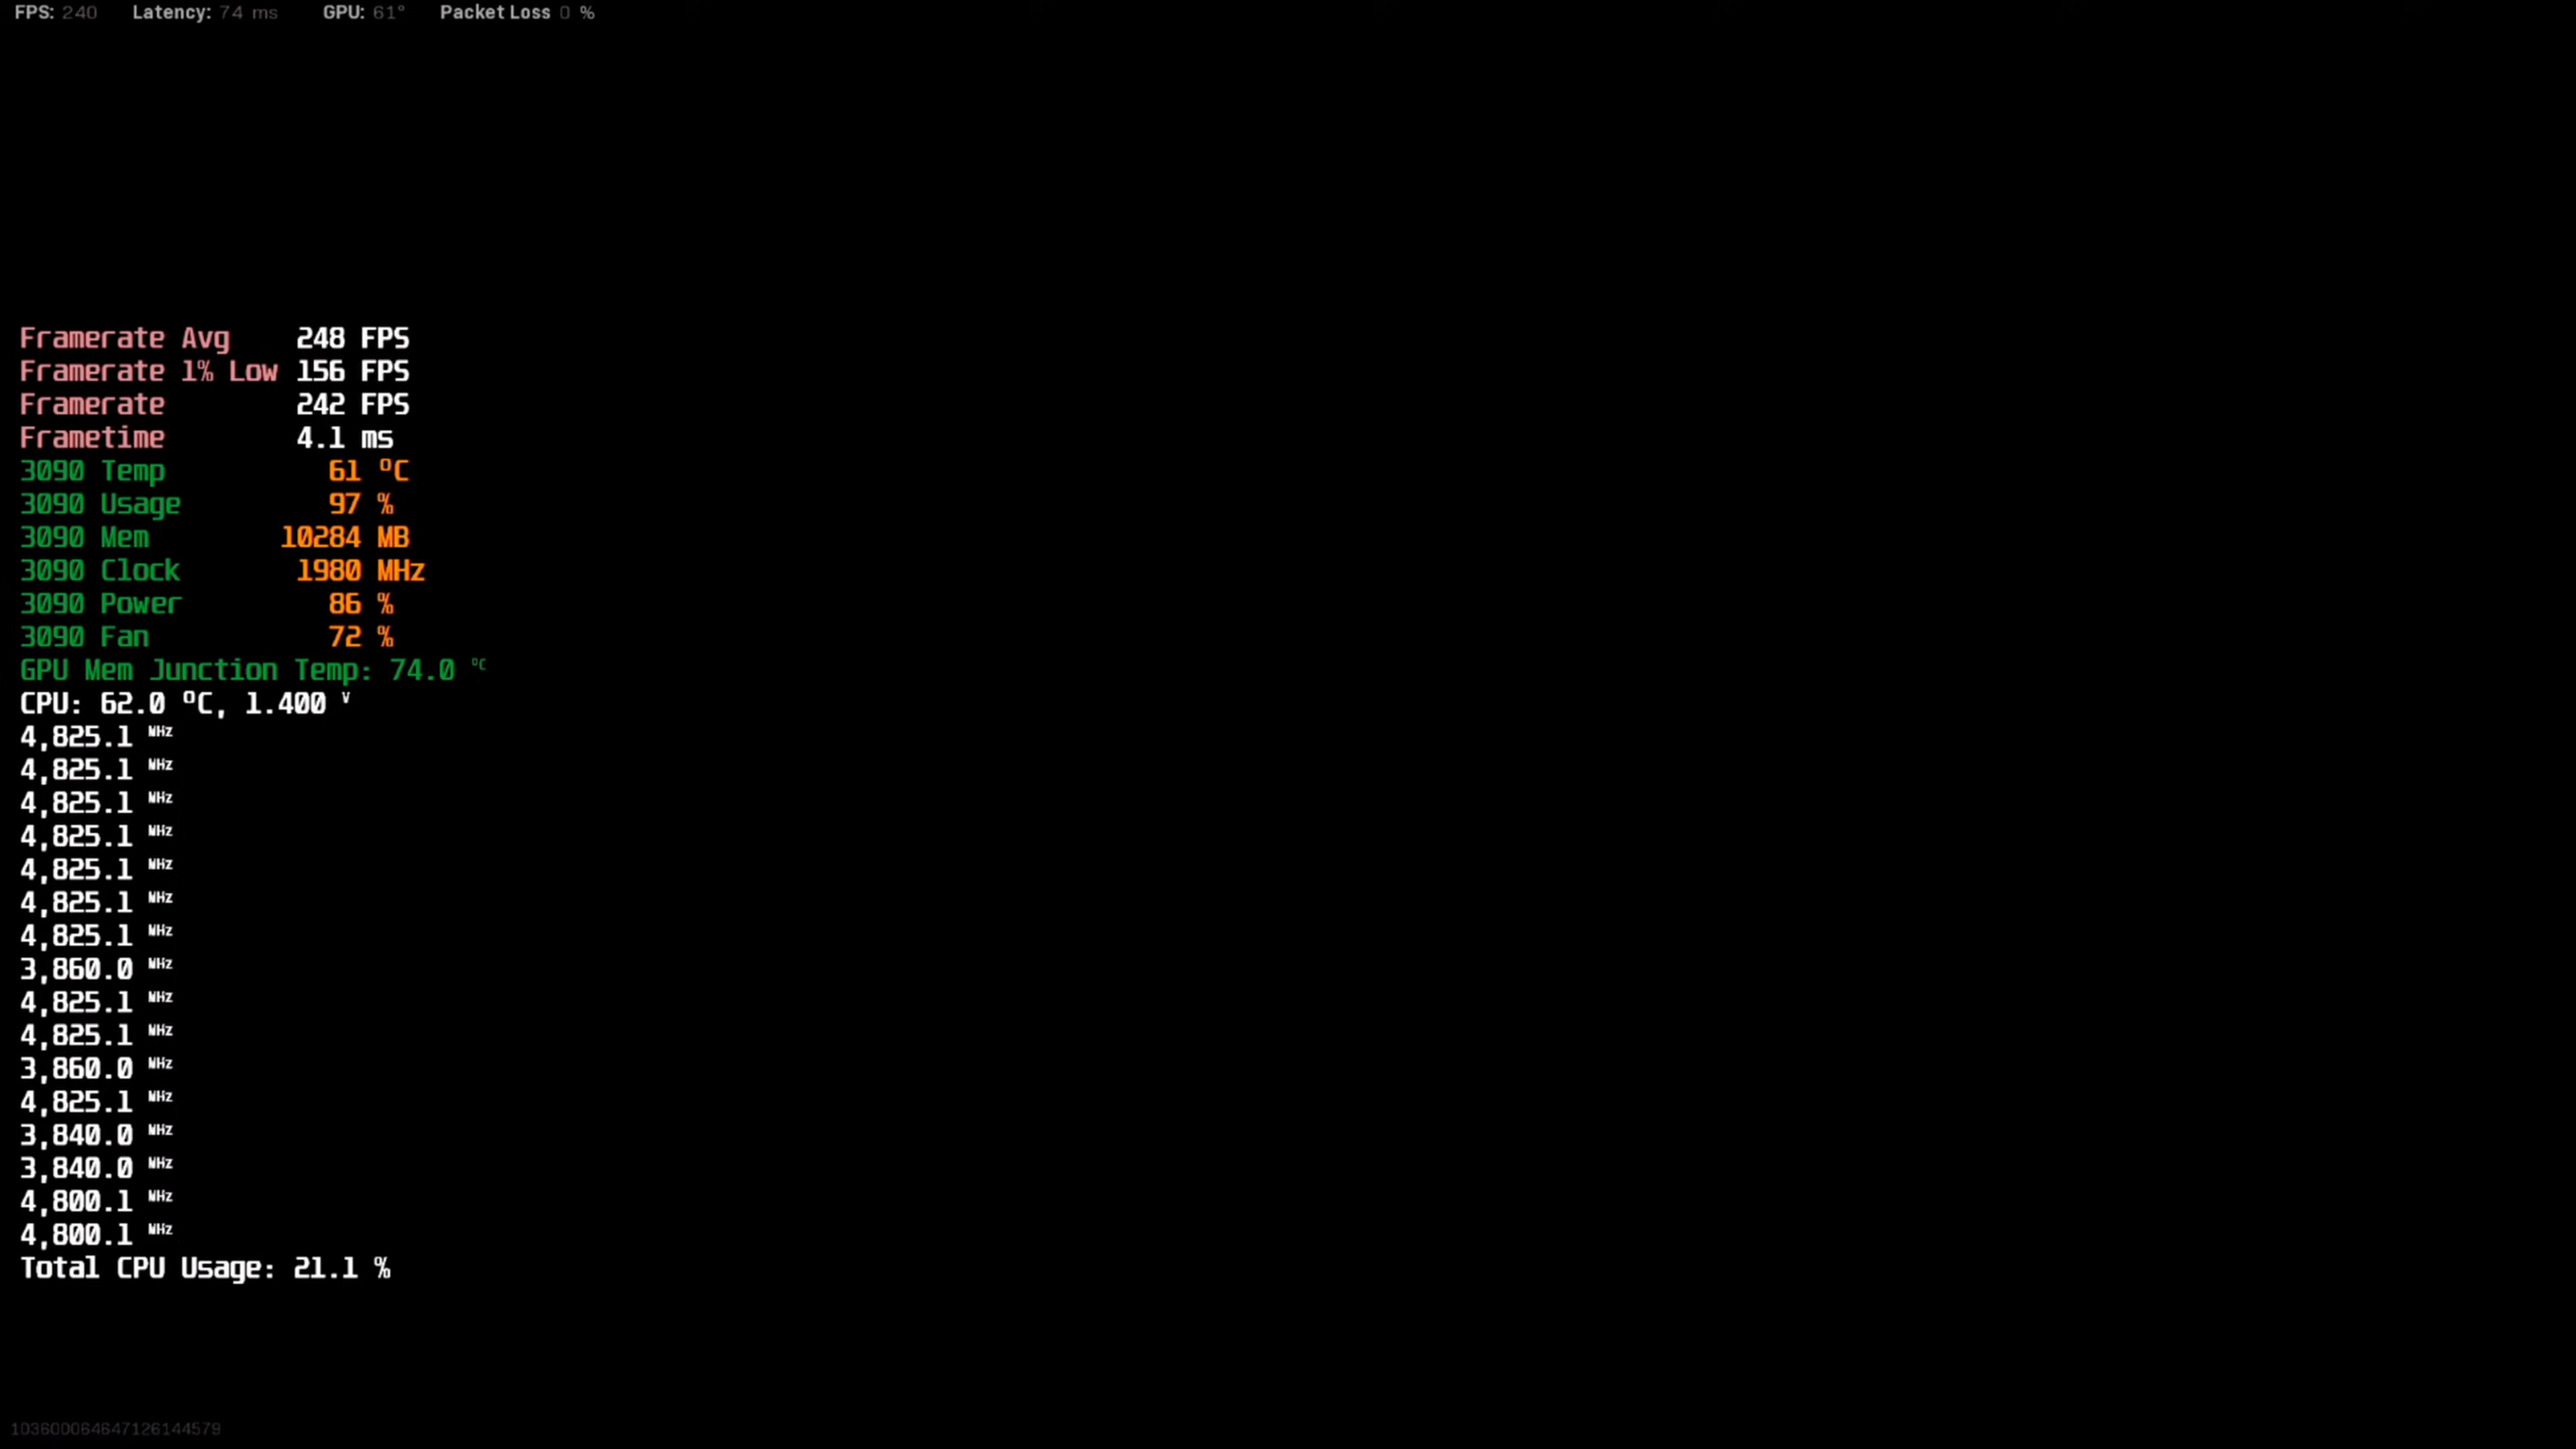 FPS: 240 Latency: 74 ms GPU: 61° Packet Loss 0 %
Framerate Avg 248 FPS
Framerate 1% Low 156 FPS
Framerate 242 FPS
Frametime 4.1 ms
3090 Temp 61 ºC
3090 Usage 97 %
3090 Mem 10284 MB
3090 Clock 1980 MHz
3090 Power 86 %
3090 Fan 72 %
GPU Mem Junction Temp: 74.0 ºC
CPU: 62.0 ºC, 1.400 V
4,825.1 MHz
4,825.1 MHz
4,825.1 MHz
4,825.1 MHz
4,825.1 MHz
4,825.1 MHz
4,825.1 MHz
3,860.0 MHz
4,825.1 MHz
4,825.1 MHz
3,860.0 MHz
4,825.1 MHz
3,840.0 MHz
3,840.0 MHz
4,800.1 MHz
4,800.1 MHz
Total CPU Usage: 21.1 %
10360006464712614457​9